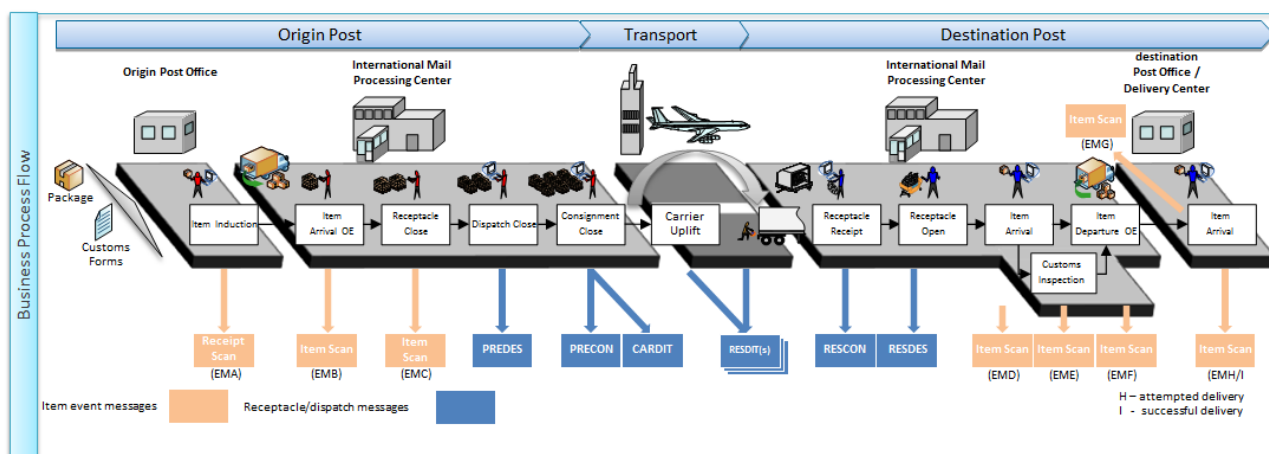 Business Process Flow
Origin Post
Transport
Destination Post
Origin Post Office
International Mail
Processing Center
International Mail
Processing Center
destination
Post Office /
Delivery Center
Item Scan
(EMG)
Package
Customs
Forms
Item Induction
Item
Arrival OE
Receptacle
Close
Dispatch Close
Consignment
Close
Carrier
Uplift
Receptacle
Receipt
Receptacle
Open
Item
Arrival
Item
Departure OE
Item
Arrival
Customs
Inspection
Receipt
Scan
(EMA)
Item Scan
(EMB)
Item
Scan
(EMC)
PREDES
PRECON
CARDIT
RESDIT(s)
RESCON
RESDES
Item Scan
(EMD)
Item Scan
(EME)
Item Scan
(EMF)
Item Scan
(EMH/I
Item event messages
Receptacle/dispatch messages
H – attempted delivery
I - successful delivery